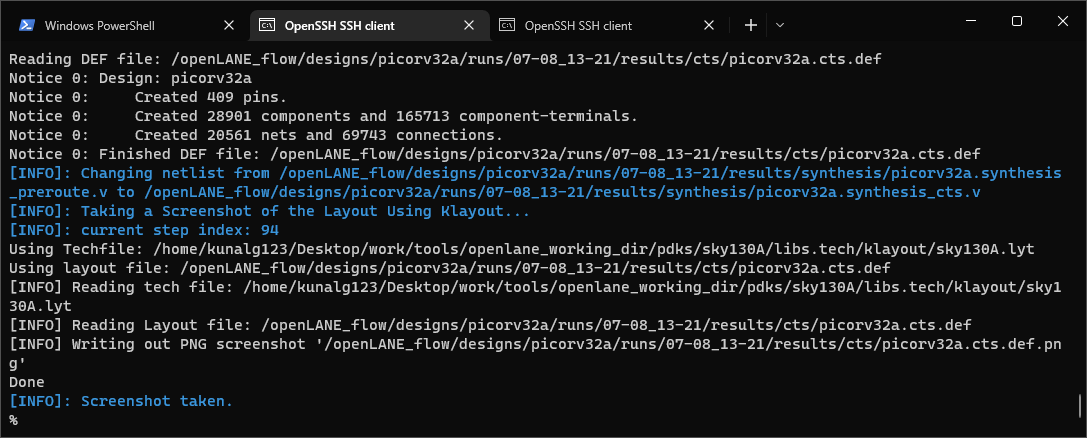 Windows PowerShell
OpenSSH SSH client
OpenSSH SSH client
Reading DEF file: /openLANE_flow/designs/picorv32a/runs/07-08_13-21/results/cts/picorv32a.cts.def
Notice 0: Design: picorv32a
Notice 0:     Created 409 pins.
Notice 0:     Created 28901 components and 165713 component-terminals.
Notice 0:     Created 20561 nets and 69743 connections.
Notice 0: Finished DEF file: /openLANE_flow/designs/picorv32a/runs/07-08_13-21/results/cts/picorv32a.cts.def
[INFO]: Changing netlist from /openLANE_flow/designs/picorv32a/runs/07-08_13-21/results/synthesis/picorv32a.synthesis
_preroute.v to /openLANE_flow/designs/picorv32a/runs/07-08_13-21/results/synthesis/picorv32a.synthesis_cts.v
[INFO]: Taking a Screenshot of the Layout Using Klayout...
[INFO]: current step index: 94
Using Techfile: /home/kunalg123/Desktop/work/tools/openlane_working_dir/pdks/sky130A/libs.tech/klayout/sky130A.lyt
Using layout file: /openLANE_flow/designs/picorv32a/runs/07-08_13-21/results/cts/picorv32a.cts.def
[INFO] Reading tech file: /home/kunalg123/Desktop/work/tools/openlane_working_dir/pdks/sky130A/libs.tech/klayout/sky1
30A.lyt
[INFO] Reading Layout file: /openLANE_flow/designs/picorv32a/runs/07-08_13-21/results/cts/picorv32a.cts.def
[INFO] Writing out PNG screenshot '/openLANE_flow/designs/picorv32a/runs/07-08_13-21/results/cts/picorv32a.cts.def.pn
g'
Done
[INFO]: Screenshot taken.
%